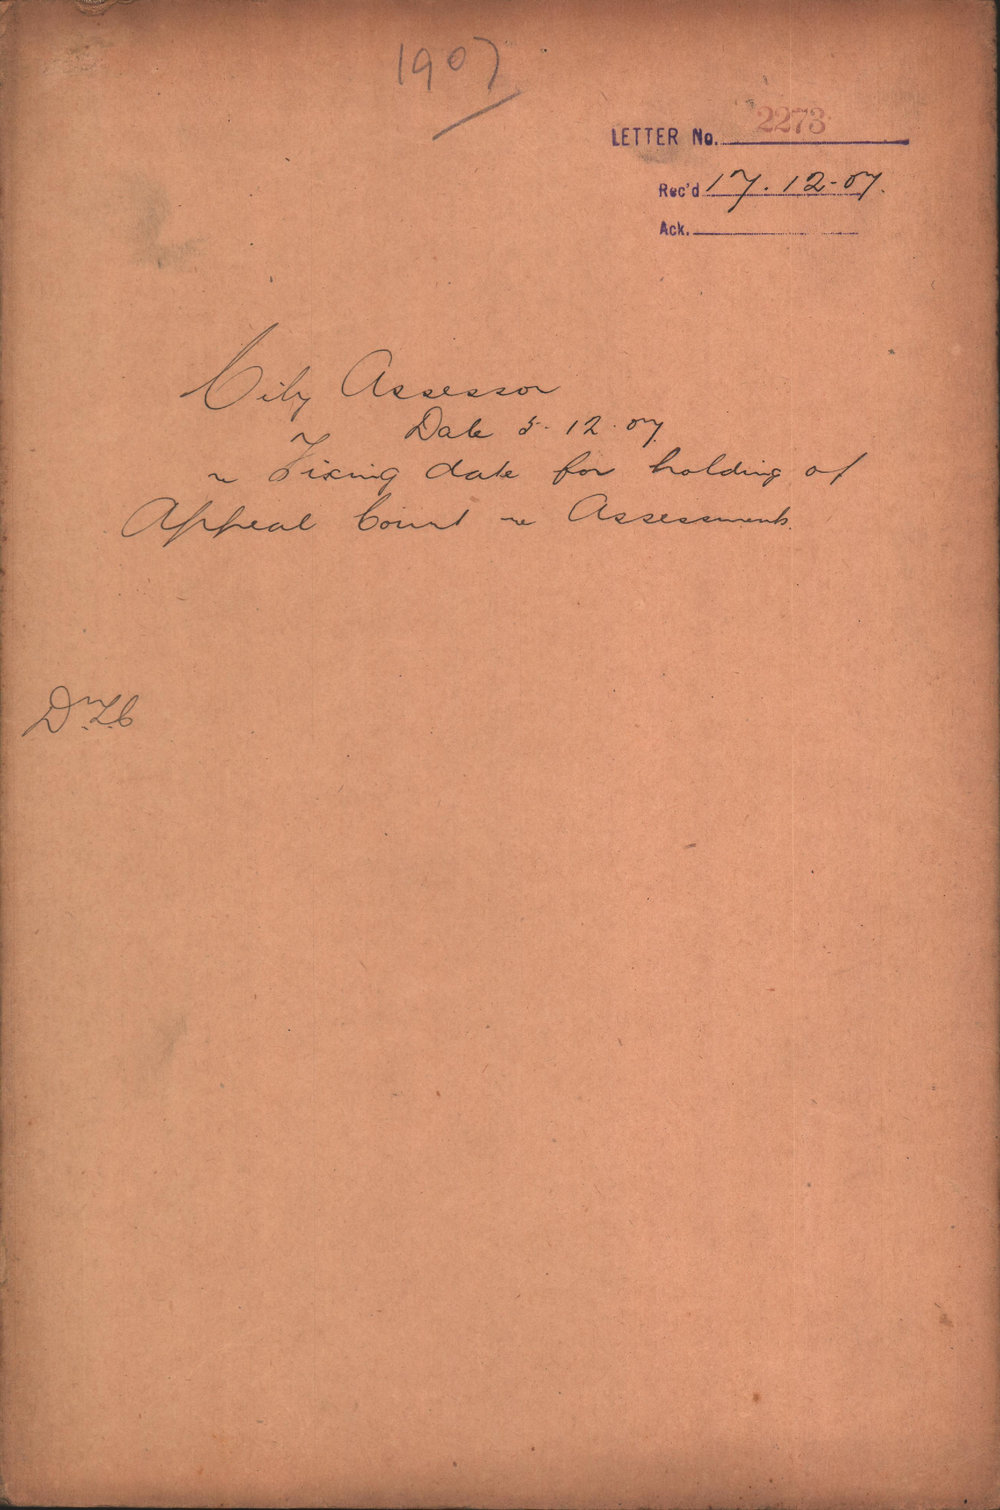 1907
LETTER No. 2273
Rec'd 17.12-07.
Ack.
City Assessor
Date 5.12.07
re Fixing date for holding of
Appeal Court re Assessments.